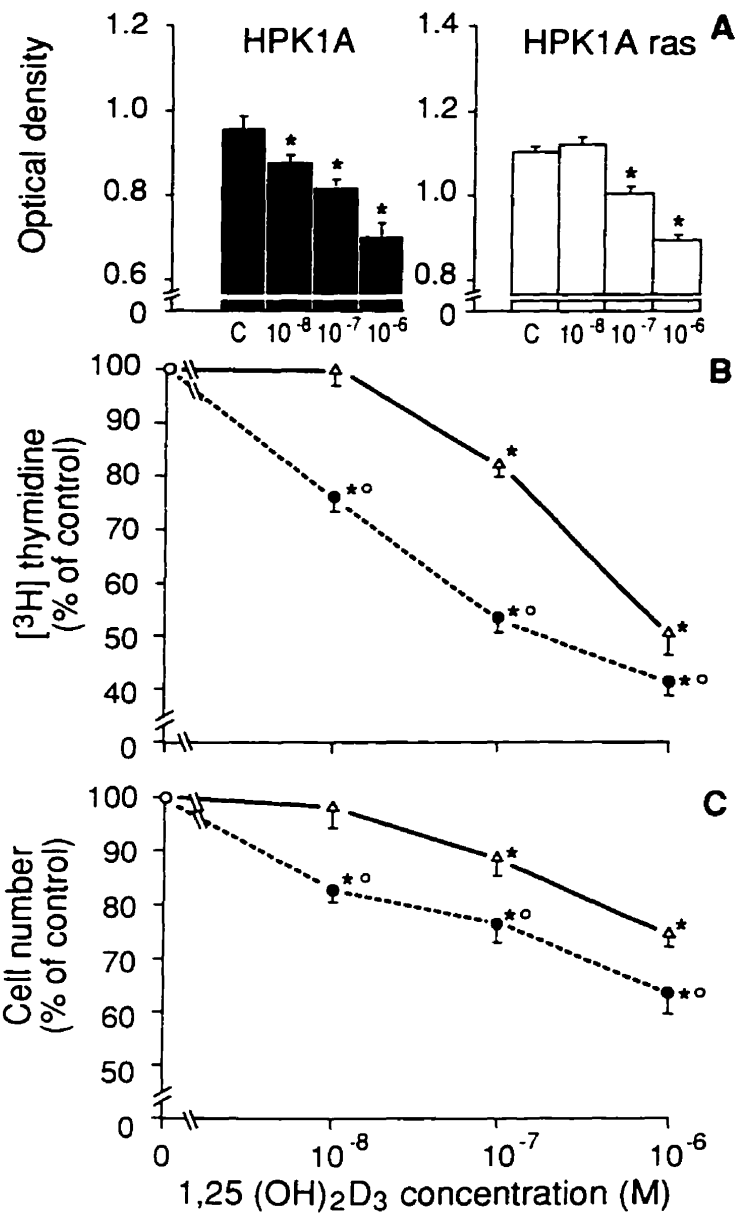 HPK1A
HPK1A ras
A
Optical density
1.2
1.0
0.8
0.6
0
* * *
C 10⁻⁸ 10⁻⁷ 10⁻⁶
1.4
1.2
1.0
0.8
0
* *
C 10⁻⁸ 10⁻⁷ 10⁻⁶
B
[³H] thymidine
(% of control)
100
90
80
70
60
50
40
0
C
Cell number
(% of control)
100
90
80
70
60
50
0
0 10⁻⁸ 10⁻⁷ 10⁻⁶
1,25 (OH)₂D₃ concentration (M)